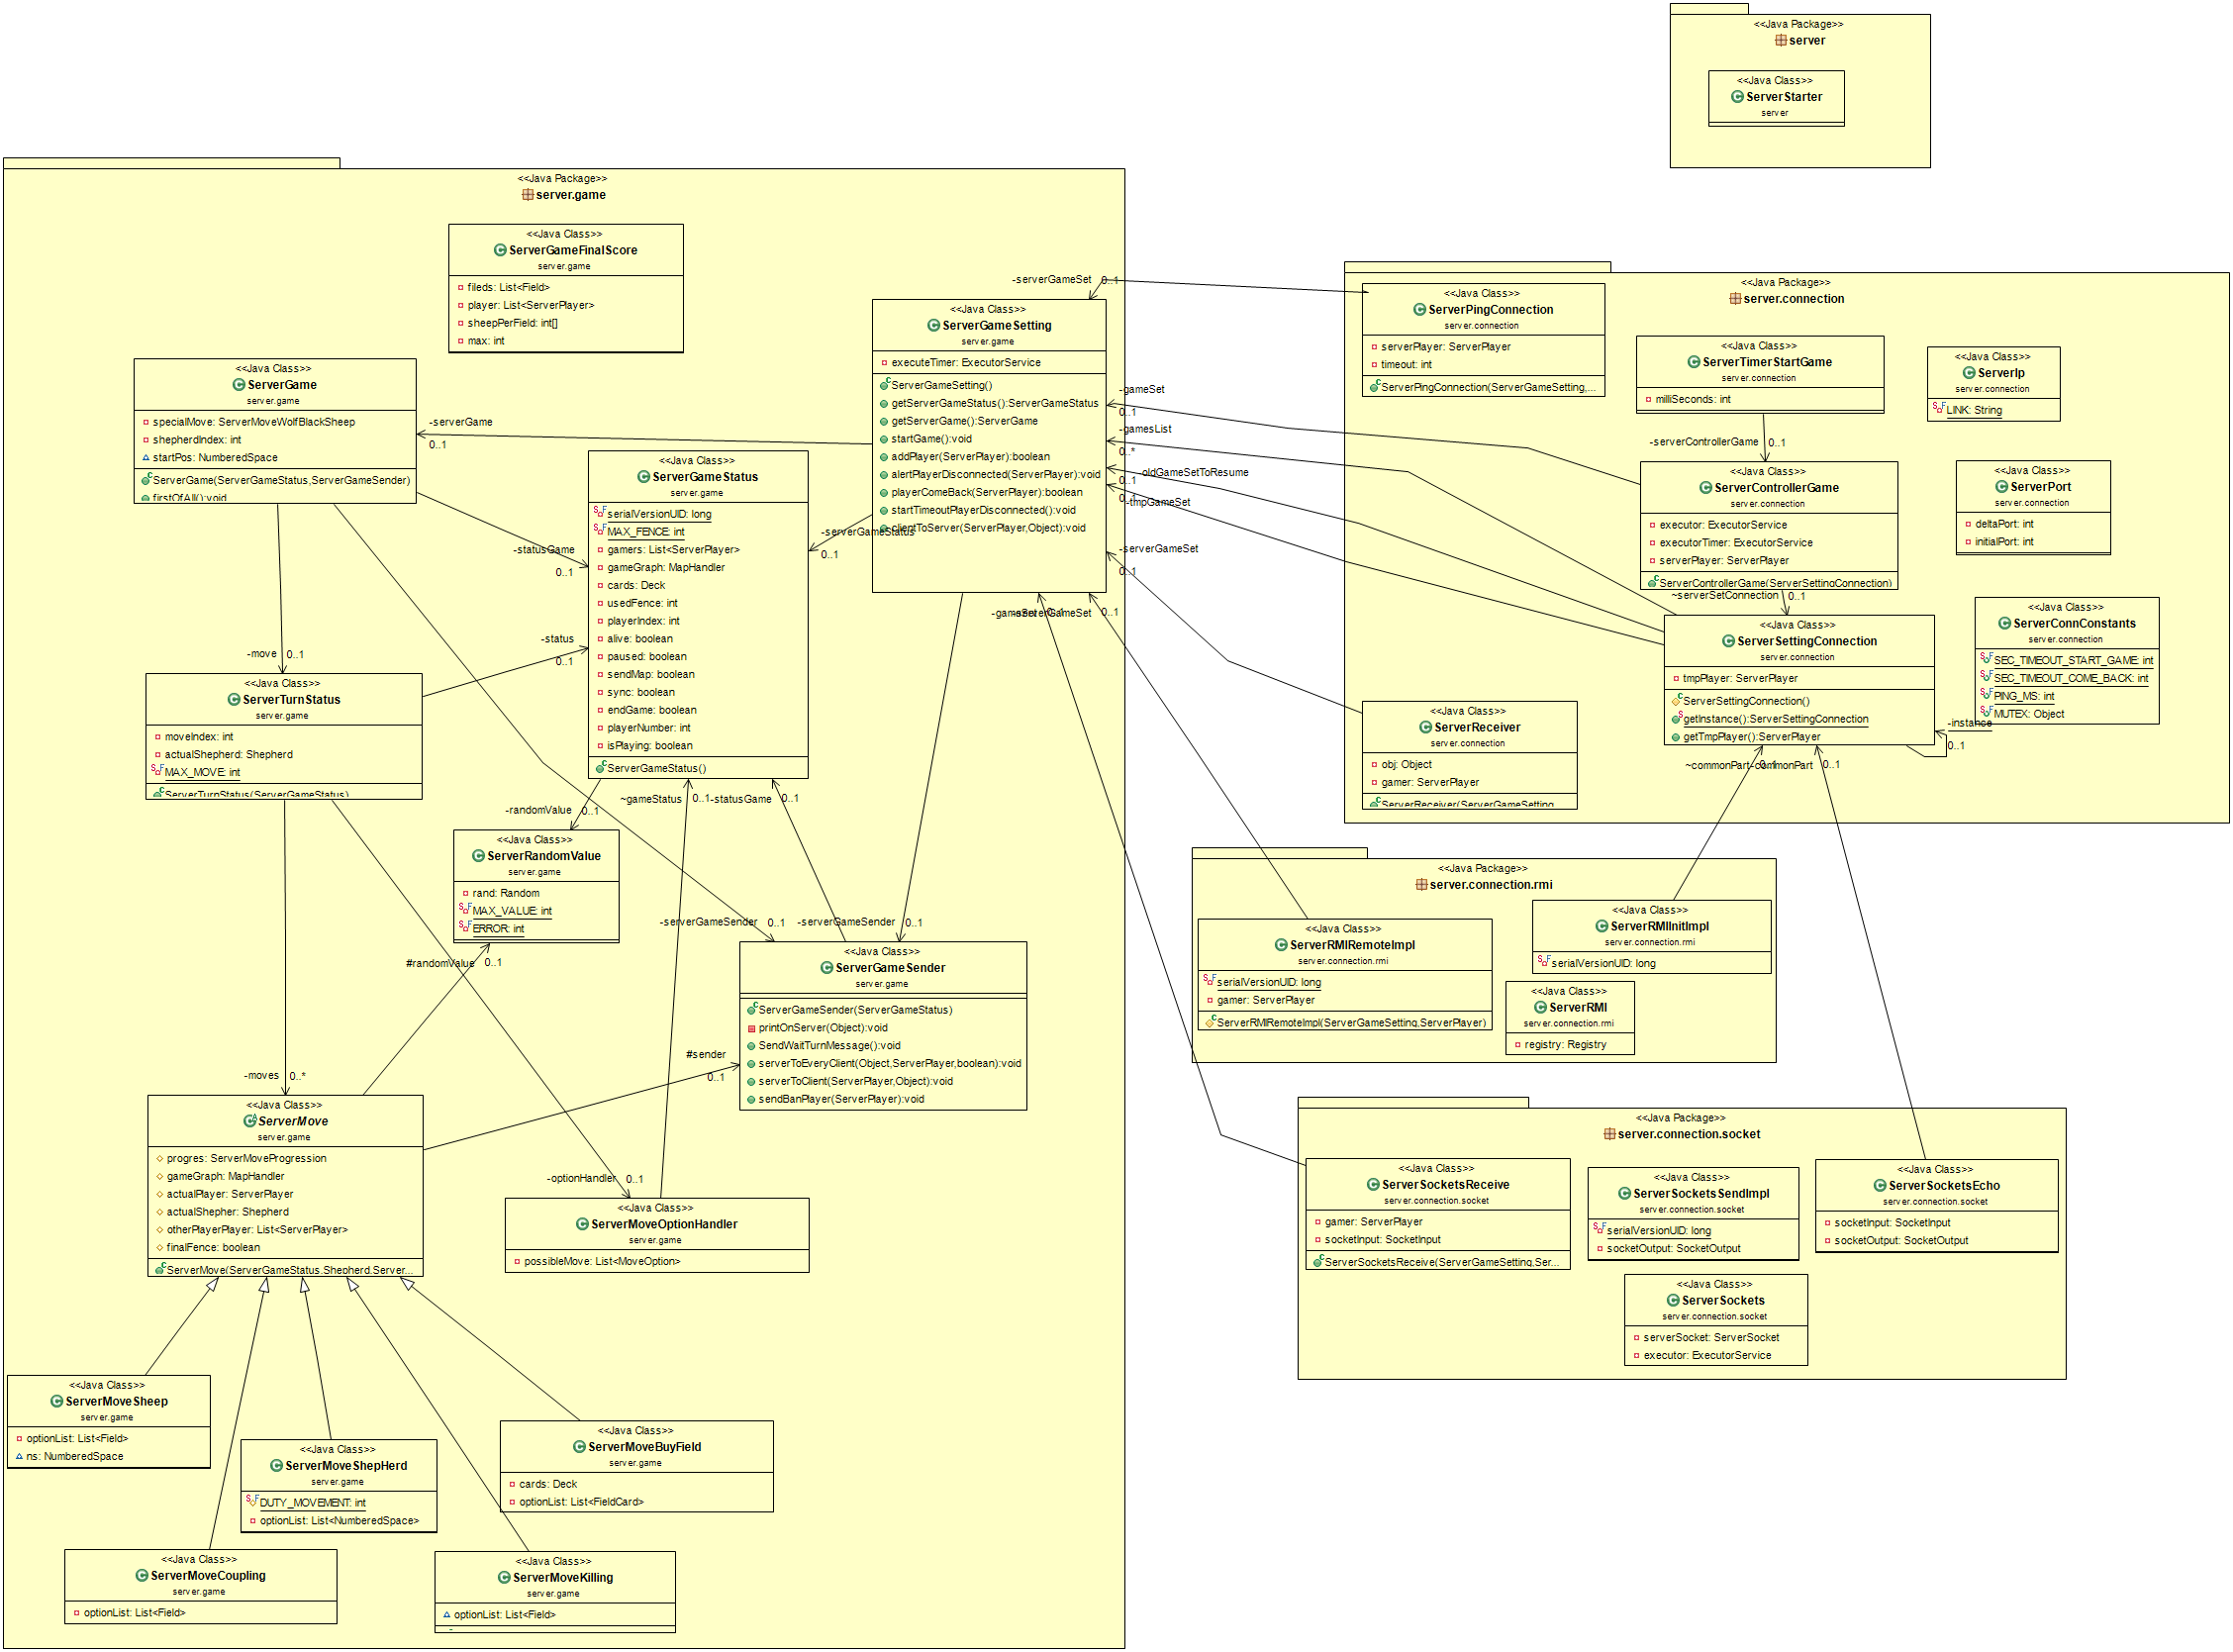 <<Java Package>>
server
<<Java Class>>
ServerStarter
server
<<Java Package>>
server.game
<<Java Class>>
ServerGameFinalScore
server.game
fileds: List<Field>
player: List<ServerPlayer>
sheepPerField: int[]
max: int
<<Java Class>>
ServerGame
server.game
specialMove: ServerMoveWolfBlackSheep
shepherdIndex: int
startPos: NumberedSpace
ServerGame(ServerGameStatus,ServerGameSender)
firstOfAll():void
<<Java Class>>
ServerGameSetting
server.game
executeTimer: ExecutorService
ServerGameSetting()
getServerGameStatus():ServerGameStatus
getServerGame():ServerGame
startGame():void
addPlayer(ServerPlayer):boolean
alertPlayerDisconnected(ServerPlayer):void
playerComeBack(ServerPlayer):boolean
startTimeoutPlayerDisconnected():void
clientToServer(ServerPlayer,Object):void
-serverGame
0..1
<<Java Class>>
ServerGameStatus
server.game
serialVersionUID: long
MAX_FENCE: int
gamers: List<ServerPlayer>
gameGraph: MapHandler
cards: Deck
usedFence: int
playerIndex: int
alive: boolean
paused: boolean
sendMap: boolean
sync: boolean
endGame: boolean
playerNumber: int
isPlaying: boolean
ServerGameStatus()
-serverGameStatus
0..1
-statusGame
0..1
-status
0..1
-move
0..1
<<Java Class>>
ServerTurnStatus
server.game
moveIndex: int
actualShepherd: Shepherd
MAX_MOVE: int
ServerTurnStatus(ServerGameStatus)
~gameStatus
0..1
-statusGame
0..1
-randomValue
0..1
<<Java Class>>
ServerRandomValue
server.game
rand: Random
MAX_VALUE: int
ERROR: int
#randomValue
0..1
-serverGameSender
0..1
-serverGameSender
0..1
<<Java Class>>
ServerGameSender
server.game
ServerGameSender(ServerGameStatus)
printOnServer(Object):void
SendWaitTurnMessage():void
serverToEveryClient(Object,ServerPlayer,boolean):void
serverToClient(ServerPlayer,Object):void
sendBanPlayer(ServerPlayer):void
#sender
0..1
-moves
0..*
<<Java Class>>
ServerMove
server.game
progres: ServerMoveProgression
gameGraph: MapHandler
actualPlayer: ServerPlayer
actualShepher: Shepherd
otherPlayerPlayer: List<ServerPlayer>
finalFence: boolean
ServerMove(ServerGameStatus,Shepherd,Server...
-optionHandler
0..1
<<Java Class>>
ServerMoveOptionHandler
server.game
possibleMove: List<MoveOption>
<<Java Class>>
ServerMoveSheep
server.game
optionList: List<Field>
ns: NumberedSpace
<<Java Class>>
ServerMoveShepHerd
server.game
DUTY_MOVEMENT: int
optionList: List<NumberedSpace>
<<Java Class>>
ServerMoveBuyField
server.game
cards: Deck
optionList: List<FieldCard>
<<Java Class>>
ServerMoveCoupling
server.game
optionList: List<Field>
<<Java Class>>
ServerMoveKilling
server.game
optionList: List<Field>
-serverGameSet
0..1
-gameSet
0..1
-gamesList
0..*
-oldGameSetToResume
0..1
-tmpGameSet
0..1
-serverGameSet
0..1
-gameSet
0..1
-serverGameSet
0..1
<<Java Package>>
server.connection
<<Java Class>>
ServerPingConnection
server.connection
serverPlayer: ServerPlayer
timeout: int
ServerPingConnection(ServerGameSetting,...
<<Java Class>>
ServerTimerStartGame
server.connection
milliSeconds: int
<<Java Class>>
ServerIp
server.connection
LINK: String
-serverControllerGame
0..1
<<Java Class>>
ServerControllerGame
server.connection
executor: ExecutorService
executorTimer: ExecutorService
serverPlayer: ServerPlayer
ServerControllerGame(ServerSettingConnection)
<<Java Class>>
ServerPort
server.connection
deltaPort: int
initialPort: int
~serverSetConnection
0..1
<<Java Class>>
ServerSettingConnection
server.connection
tmpPlayer: ServerPlayer
ServerSettingConnection()
getInstance():ServerSettingConnection
getTmpPlayer():ServerPlayer
<<Java Class>>
ServerConnConstants
server.connection
SEC_TIMEOUT_START_GAME: int
SEC_TIMEOUT_COME_BACK: int
PING_MS: int
MUTEX: Object
-instance
0..1
<<Java Class>>
ServerReceiver
server.connection
obj: Object
gamer: ServerPlayer
ServerReceiver(ServerGameSetting,...
~commonPart
0..1
-commonPart
0..1
<<Java Package>>
server.connection.rmi
<<Java Class>>
ServerRMIRemoteImpl
server.connection.rmi
serialVersionUID: long
gamer: ServerPlayer
ServerRMIRemoteImpl(ServerGameSetting,ServerPlayer)
<<Java Class>>
ServerRMIInitImpl
server.connection.rmi
serialVersionUID: long
<<Java Class>>
ServerRMI
server.connection.rmi
registry: Registry
<<Java Package>>
server.connection.socket
<<Java Class>>
ServerSocketsReceive
server.connection.socket
gamer: ServerPlayer
socketInput: SocketInput
ServerSocketsReceive(ServerGameSetting,Ser...
<<Java Class>>
ServerSocketsSendImpl
server.connection.socket
serialVersionUID: long
socketOutput: SocketOutput
<<Java Class>>
ServerSocketsEcho
server.connection.socket
socketInput: SocketInput
socketOutput: SocketOutput
<<Java Class>>
ServerSockets
server.connection.socket
serverSocket: ServerSocket
executor: ExecutorService